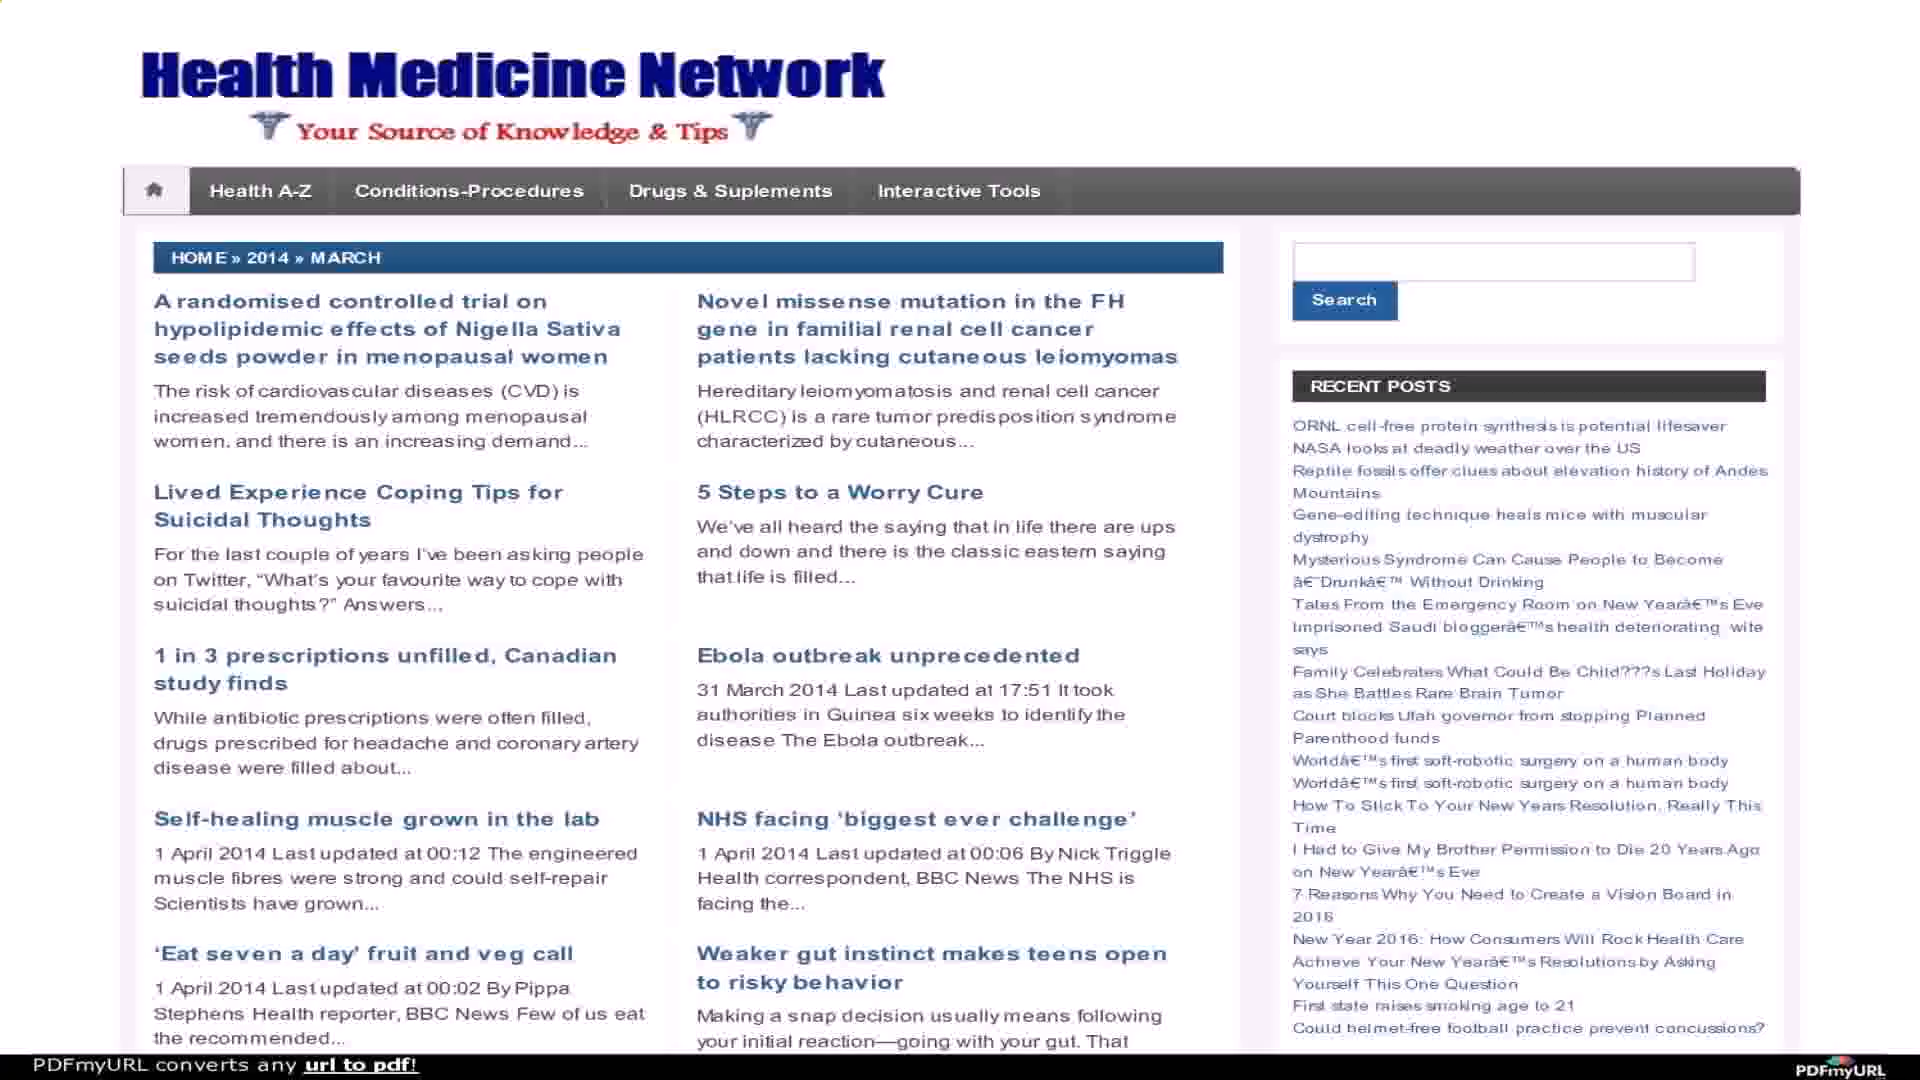 Health Medicine Network
Your Source of Knowledge & Tips
Health A-Z
Conditions-Procedures
Drugs & Suplements
Interactive Tools
HOME » 2014 » MARCH
A randomised controlled trial on
hypolipidemic effects of Nigella Sativa
seeds powder in menopausal women
The risk of cardiovascular diseases (CVD) is
increased tremendously among menopausal
women, and there is an increasing demand...
Novel missense mutation in the FH
gene in familial renal cell cancer
patients lacking cutaneous leiomyomas
Hereditary leiomyomatosis and renal cell cancer
(HLRCC) is a rare tumor predisposition syndrome
characterized by cutaneous...
Lived Experience Coping Tips for
Suicidal Thoughts
For the last couple of years I've been asking people
on Twitter, “What's your favourite way to cope with
suicidal thoughts?” Answers...
5 Steps to a Worry Cure
We've all heard the saying that in life there are ups
and down and there is the classic eastern saying
that life is filled...
1 in 3 prescriptions unfilled, Canadian
study finds
While antibiotic prescriptions were often filled,
drugs prescribed for headache and coronary artery
disease were filled about...
Ebola outbreak unprecedented
31 March 2014 Last updated at 17:51 It took
authorities in Guinea six weeks to identify the
disease The Ebola outbreak...
Self-healing muscle grown in the lab
1 April 2014 Last updated at 00:12 The engineered
muscle fibres were strong and could self-repair
Scientists have grown...
NHS facing ‘biggest ever challenge’
1 April 2014 Last updated at 00:06 By Nick Triggle
Health correspondent, BBC News The NHS is
facing the...
‘Eat seven a day’ fruit and veg call
1 April 2014 Last updated at 00:02 By Pippa
Stephens Health reporter, BBC News Few of us eat
the recommended...
Weaker gut instinct makes teens open
to risky behavior
Making a snap decision usually means following
your initial reaction—going with your gut. That
Search
RECENT POSTS
ORNL cell-free protein synthesis is potential lifesaver
NASA looks at deadly weather over the US
Reptile fossils offer clues about elevation history of Andes
Mountains
Gene-editing technique heals mice with muscular
dystrophy
Mysterious Syndrome Can Cause People to Become
â€˜Drunkâ€™ Without Drinking
Tales From the Emergency Room on New Yearâ€™s Eve
Imprisoned Saudi bloggerâ€™s health deteriorating wife
says
Family Celebrates What Could Be Child???s Last Holiday
as She Battles Rare Brain Tumor
Court blocks Utah governor from stopping Planned
Parenthood funds
Worldâ€™s first soft-robotic surgery on a human body
Worldâ€™s first soft-robotic surgery on a human body
How To Stick To Your New Years Resolution. Really This
Time
I Had to Give My Brother Permission to Die 20 Years Ago
on New Yearâ€™s Eve
7 Reasons Why You Need to Create a Vision Board in
2016
New Year 2016: How Consumers Will Rock Health Care
Achieve Your New Yearâ€™s Resolutions by Asking
Yourself This One Question
First state raises smoking age to 21
Could helmet-free football practice prevent concussions?
PDFmyURL converts any url to pdf!
PDFmyURL